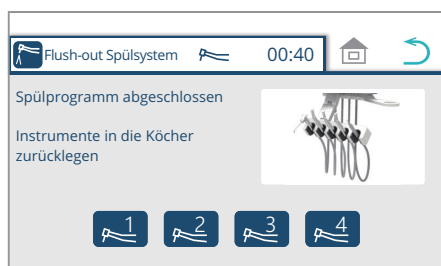 Flush-out Spülsystem 00:40
Spülprogramm abgeschlossen
Instrumente in die Köcher
zurücklegen
1 2 3 4